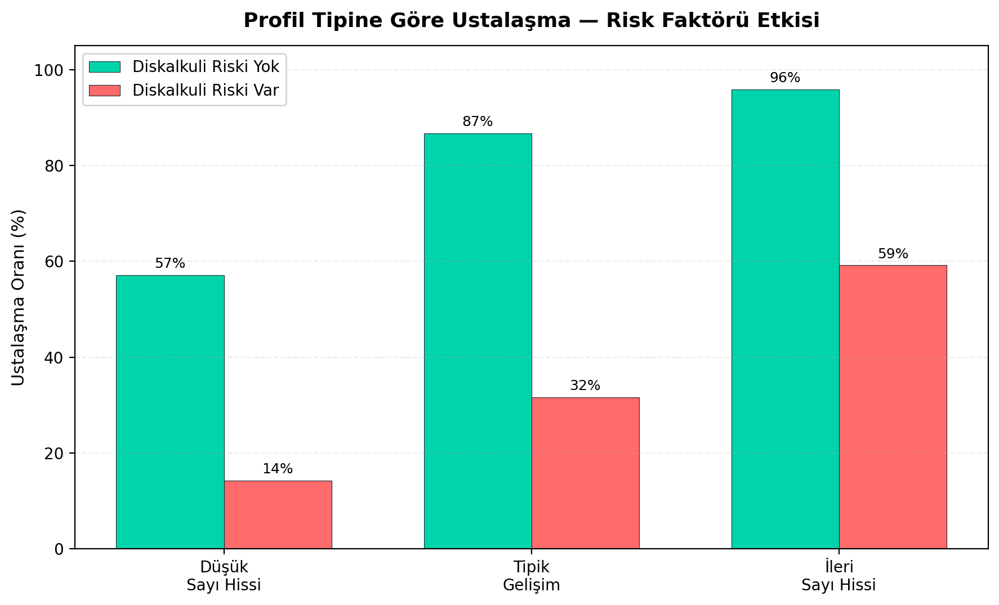 Profil Tipine Göre Ustalaşma — Risk Faktörü Etkisi
Diskalkuli Riski Yok
Diskalkuli Riski Var
Ustalaşma Oranı (%)
100
80
60
40
20
0
57%
14%
87%
32%
96%
59%
Düşük
Sayı Hissi
Tipik
Gelişim
İleri
Sayı Hissi